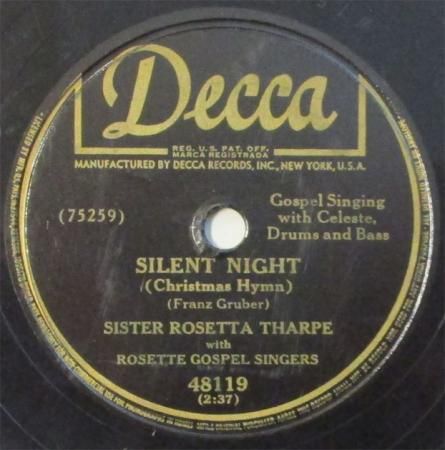 Decca
REG. U.S. PAT. OFF.
MARCA REGISTRADA
MANUFACTURED BY DECCA RECORDS, INC., NEW YORK, U.S.A.
(75259)
Gospel Singing
with Celeste,
Drums and Bass
SILENT NIGHT
(Christmas Hymn)
(Franz Gruber)
SISTER ROSETTA THARPE
with
ROSETTE GOSPEL SINGERS
48119
(2:37)